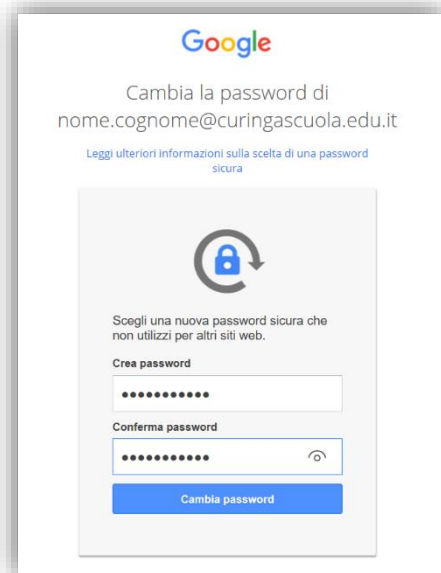 Google
Cambia la password di
nome.cognome@curingascuola.edu.it
Leggi ulteriori informazioni sulla scelta di una password
sicura
Scegli una nuova password sicura che
non utilizzi per altri siti web.
Crea password
•••••••••••
Conferma password
•••••••••••
Cambia password